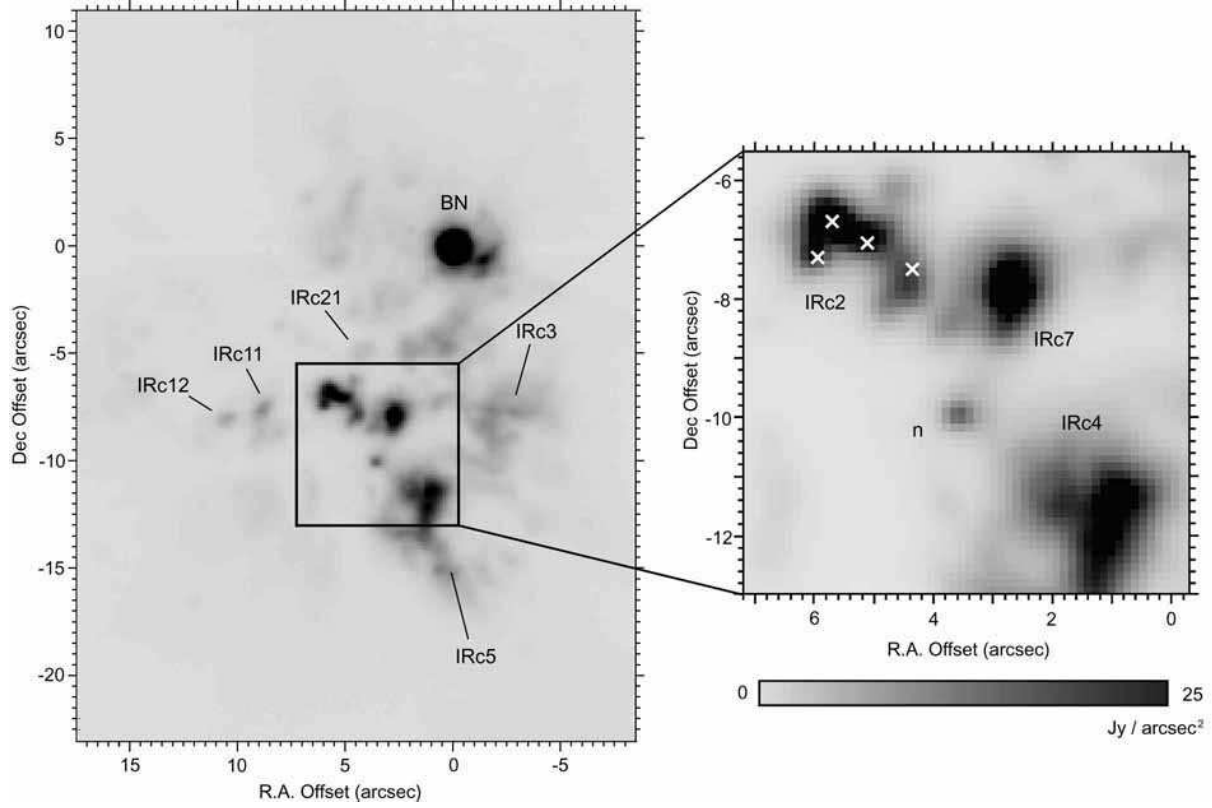 10
5
0
-5
-10
-15
-20
Dec Offset (arcsec)
BN
IRc21
IRc3
IRc11
IRc12
IRc5
15 10 5 0 -5
R.A. Offset (arcsec)
-6
-8
-10
-12
Dec Offset (arcsec)
IRc2
IRc7
n
IRc4
6 4 2 0
R.A. Offset (arcsec)
0 25
Jy / arcsec²